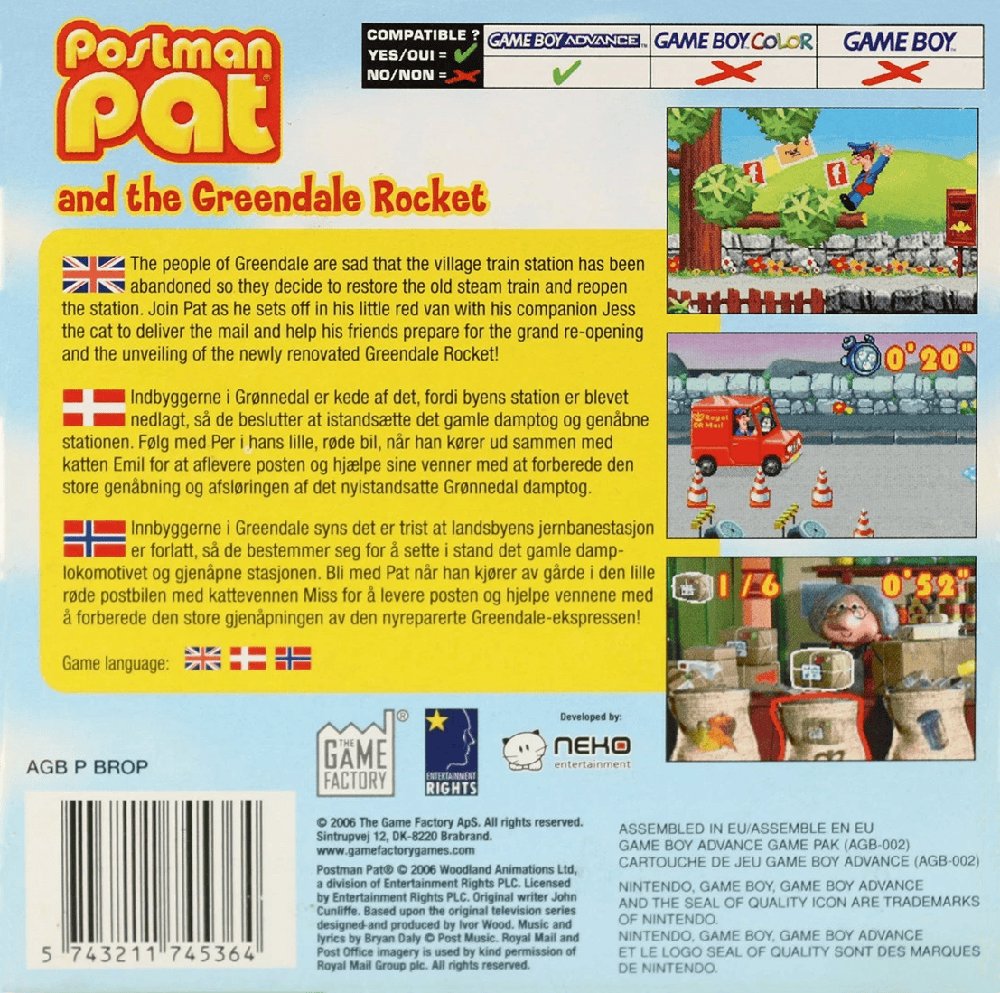 Postman
Pat®
and the Greendale Rocket
COMPATIBLE ?
YES/OUI =
NO/NON =
GAME BOY ADVANCE™
GAME BOY COLOR
GAME BOY™
The people of Greendale are sad that the village train station has been
abandoned so they decide to restore the old steam train and reopen
the station. Join Pat as he sets off in his little red van with his companion Jess
the cat to deliver the mail and help his friends prepare for the grand re-opening
and the unveiling of the newly renovated Greendale Rocket!
Indbyggerne i Grønnedal er kede af det, fordi byens station er blevet
nedlagt, så de beslutter at istandsætte det gamle damptog og genåbne
stationen. Følg med Per i hans lille, røde bil, når han kører ud sammen med
katten Emil for at aflevere posten og hjælpe sine venner med at forberede den
store genåbning og afsløringen af det nyistandsatte Grønnedal damptog.
Innbyggerne i Greendale syns det er trist at landsbyens jernbanestasjon
er forlatt, så de bestemmer seg for å sette i stand det gamle damp-
lokomotivet og gjenåpne stasjonen. Bli med Pat når han kjører av gårde i den lille
røde postbilen med kattevennen Miss for å levere posten og hjelpe vennene med
å forberede den store gjenåpningen av den nyreparerte Greendale-ekspressen!
Game language:
0'20"
Royal
Mail
1/6
0'52"
THE
GAME
FACTORY
®
ENTERTAINMENT
RIGHTS
Developed by:
NEKO
entertainment
AGB P BROP
5 743211 745364
© 2006 The Game Factory ApS. All rights reserved.
Sintrupvej 12, DK-8220 Brabrand.
www.gamefactorygames.com
Postman Pat® © 2006 Woodland Animations Ltd,
a division of Entertainment Rights PLC. Licensed
by Entertainment Rights PLC. Original writer John
Cunliffe. Based upon the original television series
designed and produced by Ivor Wood. Music and
lyrics by Bryan Daly © Post Music. Royal Mail and
Post Office imagery is used by kind permission of
Royal Mail Group plc. All rights reserved.
ASSEMBLED IN EU/ASSEMBLE EN EU
GAME BOY ADVANCE GAME PAK (AGB-002)
CARTOUCHE DE JEU GAME BOY ADVANCE (AGB-002)
NINTENDO, GAME BOY, GAME BOY ADVANCE
AND THE SEAL OF QUALITY ICON ARE TRADEMARKS
OF NINTENDO.
NINTENDO, GAME BOY, GAME BOY ADVANCE
ET LE LOGO SEAL OF QUALITY SONT DES MARQUES
DE NINTENDO.